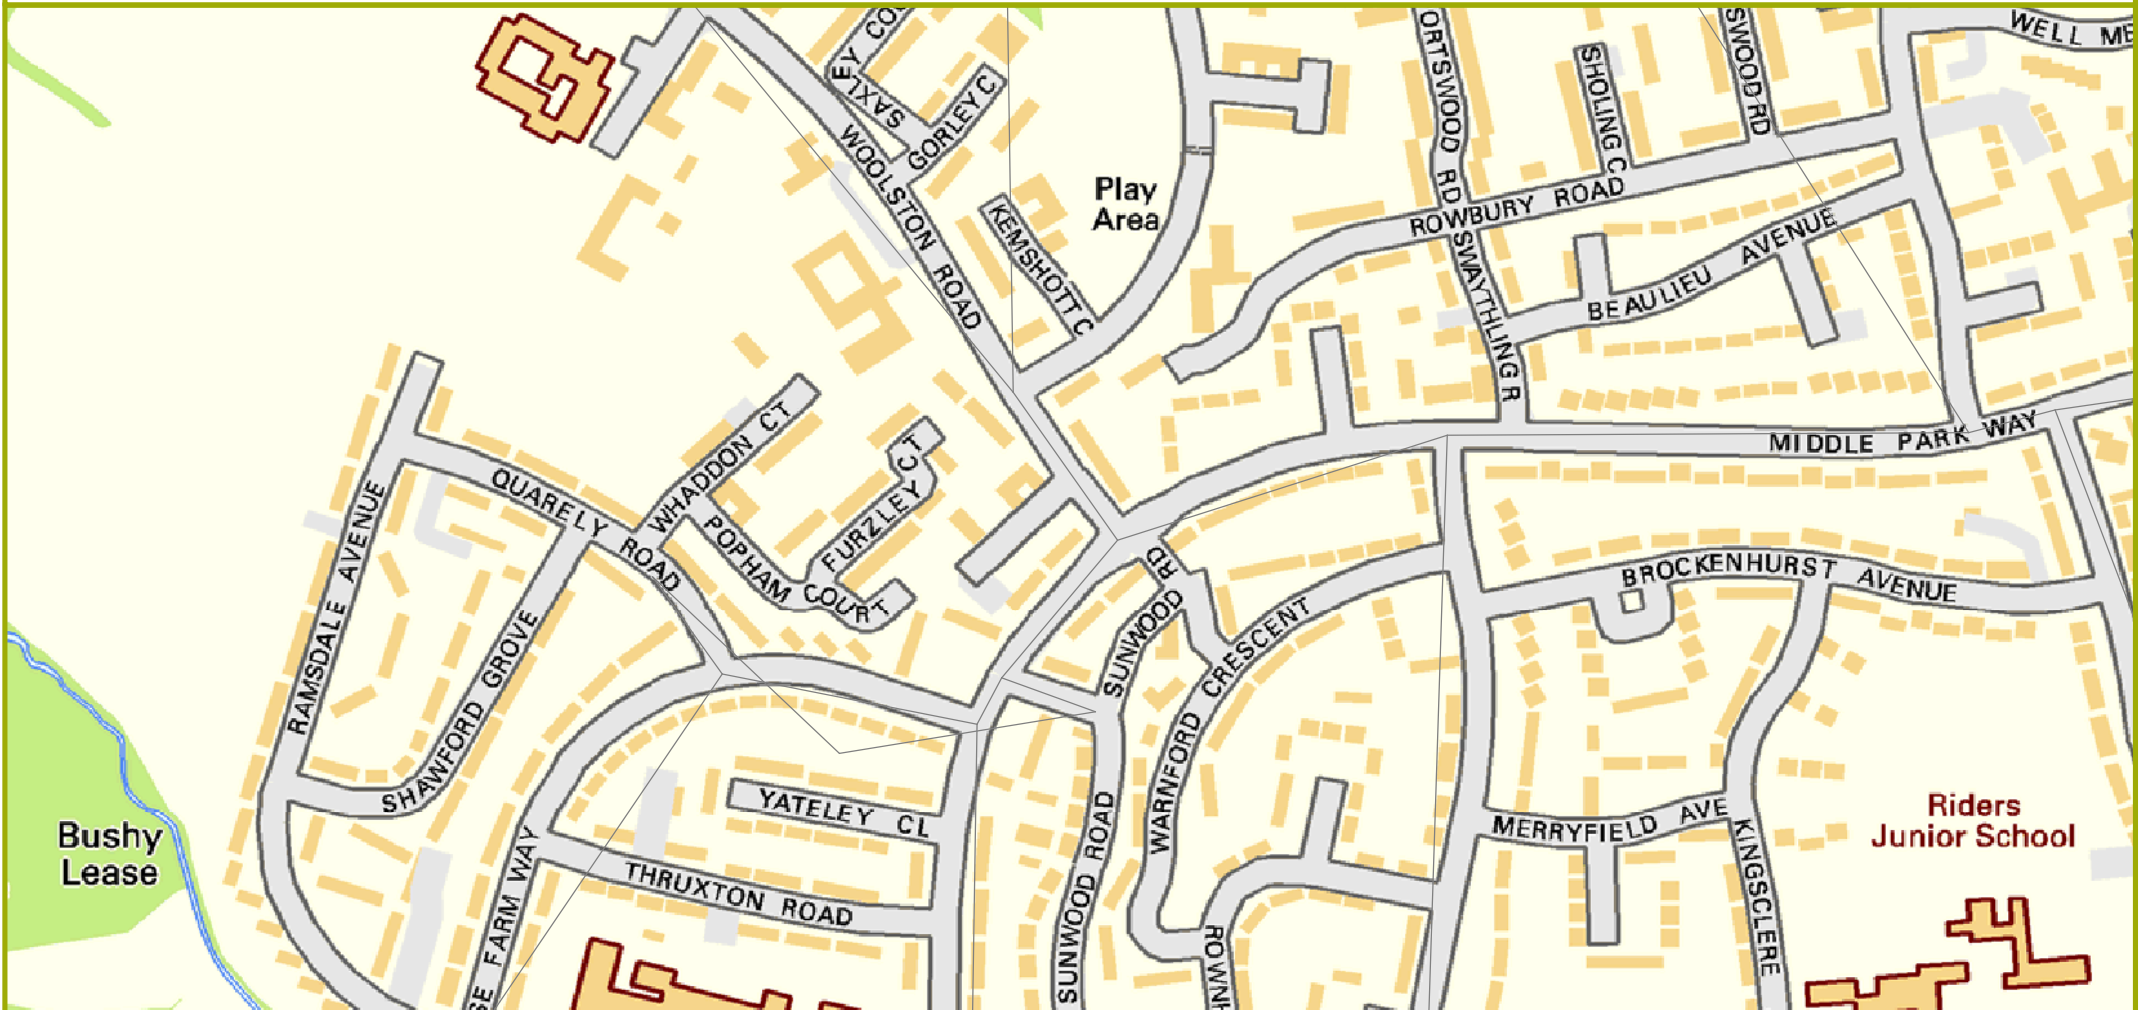 WELL ME
EY COU
SAXL
GORLEY C
ORTSWOOD RD
SHOLING C
SWOOD RD
WOOLSTON ROAD
KEMSHOTT C
Play
Area
ROWBURY ROAD
SWAYTHLING R
BEAULIEU AVENUE
MIDDLE PARK WAY
WHADDON CT
QUARELY ROAD
POPHAM COURT
FURZLEY CT
RAMSDALE AVENUE
SHAWFORD GROVE
SUNWOOD RD
WARNFORD CRESCENT
BROCKENHURST AVENUE
YATELEY CL
THRUXTON ROAD
SE FARM WAY
SUNWOOD ROAD
MERRYFIELD AVE
KINGSCLERE
ROWNH
Bushy
Lease
Riders
Junior School